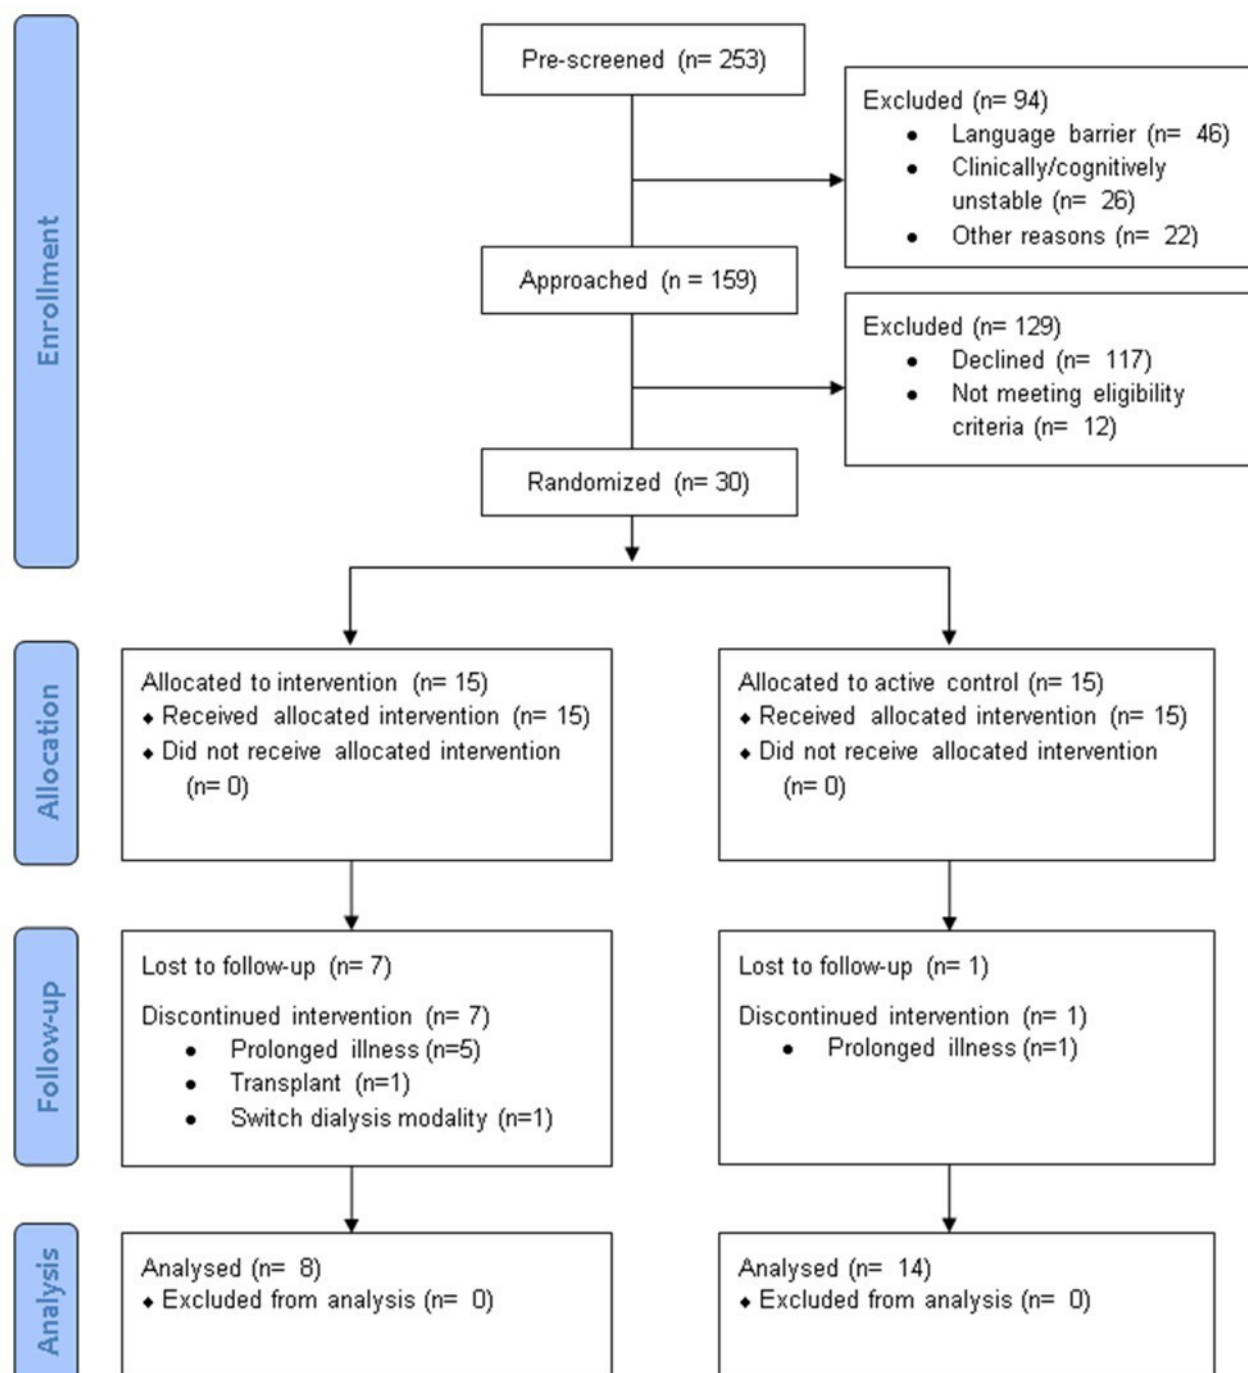 Enrollment
Pre-screened (n= 253)
Excluded (n= 94)
• Language barrier (n= 46)
• Clinically/cognitively
unstable (n= 26)
• Other reasons (n= 22)
Approached (n = 159)
Excluded (n= 129)
• Declined (n= 117)
• Not meeting eligibility
criteria (n= 12)
Randomized (n= 30)
Allocation
Allocated to intervention (n= 15)
♦ Received allocated intervention (n= 15)
♦ Did not receive allocated intervention
(n= 0)
Allocated to active control (n= 15)
♦ Received allocated intervention (n= 15)
♦ Did not receive allocated intervention
(n= 0)
Follow-up
Lost to follow-up (n= 7)
Discontinued intervention (n= 7)
• Prolonged illness (n=5)
• Transplant (n=1)
• Switch dialysis modality (n=1)
Lost to follow-up (n= 1)
Discontinued intervention (n= 1)
• Prolonged illness (n=1)
Analysis
Analysed (n= 8)
♦ Excluded from analysis (n= 0)
Analysed (n= 14)
♦ Excluded from analysis (n= 0)